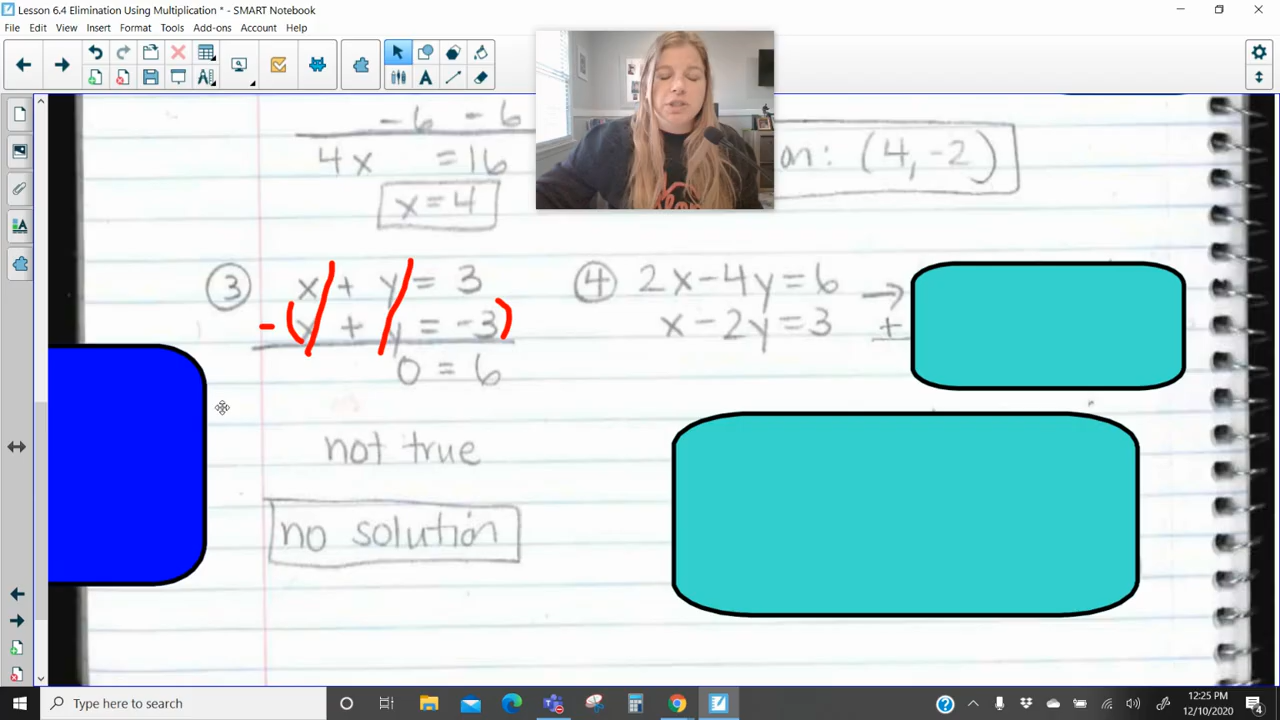 Lesson 6.4 Elimination Using Multiplication * - SMART Notebook
File Edit View Insert Format Tools Add-ons Account Help
-6 -6
4x = 16
x = 4
on: (4, -2)
③ x + y = 3
- (x + y = -3)
0 = 6
not true
no solution
④ 2x - 4y = 6 →
x - 2y = 3 +
Type here to search
12:25 PM
12/10/2020
4